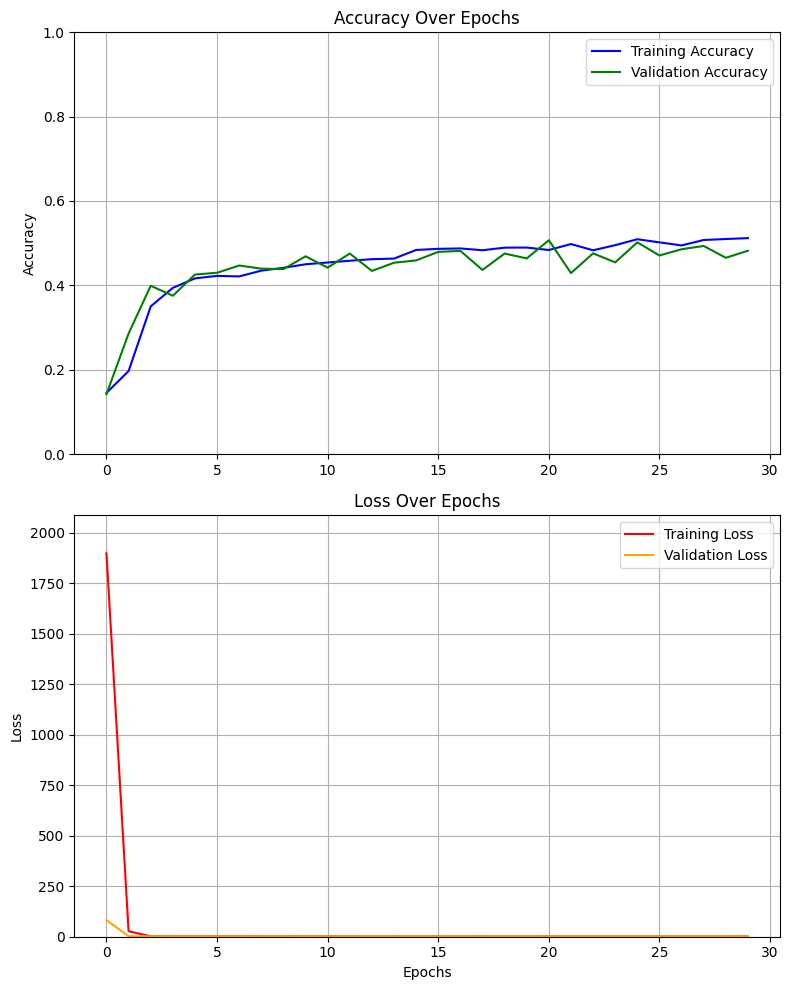 Accuracy Over Epochs
1.0
0.8
0.6
0.4
0.2
0.0
Accuracy
Training Accuracy
Validation Accuracy
0 5 10 15 20 25 30
Loss Over Epochs
2000
1750
1500
1250
1000
750
500
250
0
Loss
Training Loss
Validation Loss
0 5 10 15 20 25 30
Epochs